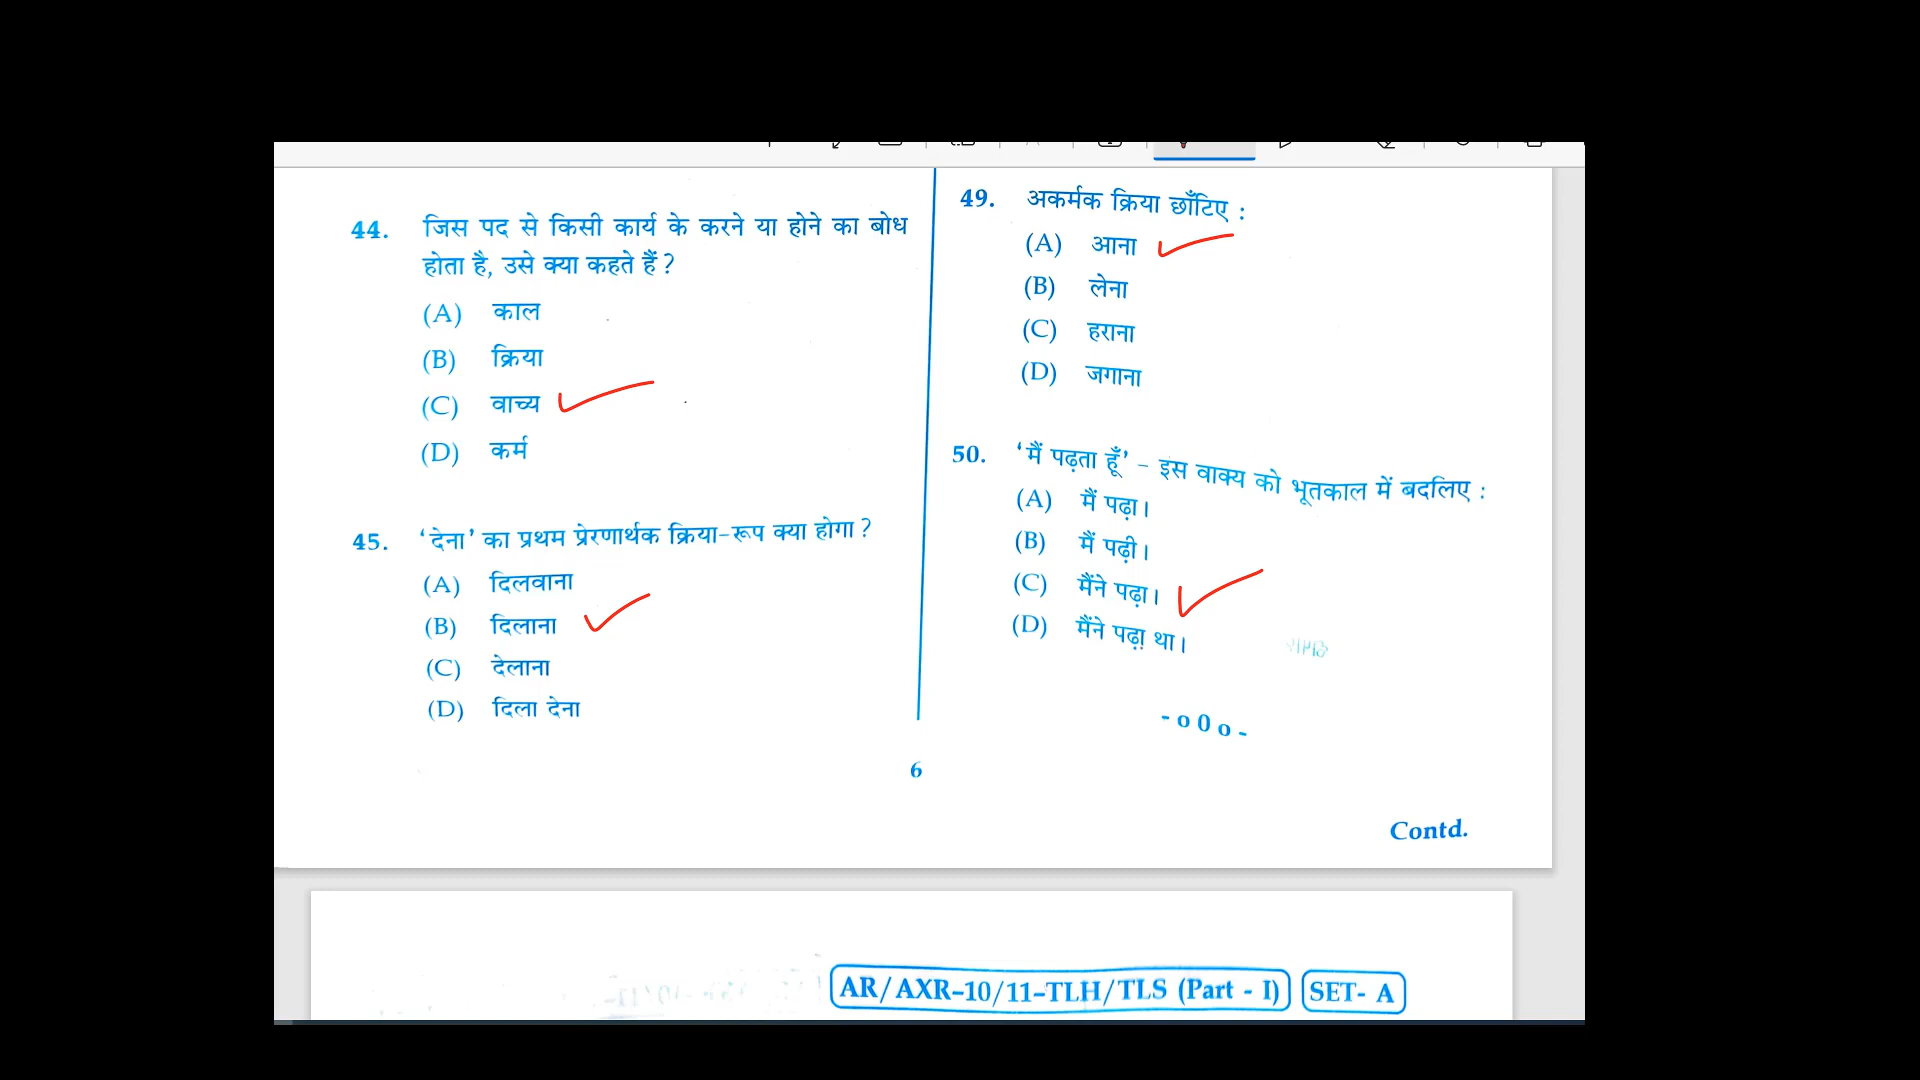 44. जिस पद से किसी कार्य के करने या होने का बोध
होता है, उसे क्या कहते हैं ?
(A) काल
(B) क्रिया
(C) वाच्य
(D) कर्म
45. ‘देना’ का प्रथम प्रेरणार्थक क्रिया-रूप क्या होगा ?
(A) दिलवाना
(B) दिलाना
(C) देलाना
(D) दिला देना
49. अकर्मक क्रिया छाँटिए :
(A) आना
(B) लेना
(C) हराना
(D) जगाना
50. ‘मैं पढ़ता हूँ’ – इस वाक्य को भूतकाल में बदलिए :
(A) मैं पढ़ा।
(B) मैं पढ़ी।
(C) मैंने पढ़ा।
(D) मैंने पढ़ा था।
- o 0 o -
6
Contd.
AR/AXR–10/11–TLH/TLS (Part - I) SET- A